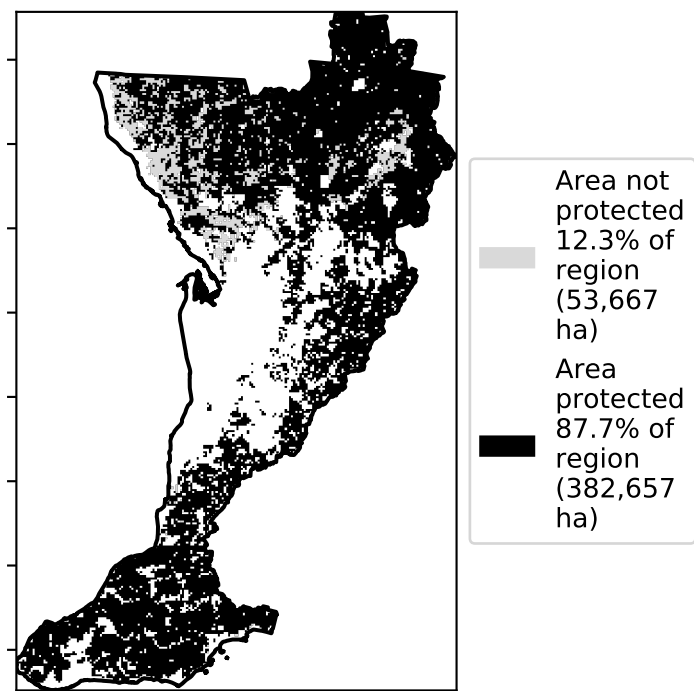 Area not
protected
12.3% of
region
(53,667
ha)
Area
protected
87.7% of
region
(382,657
ha)